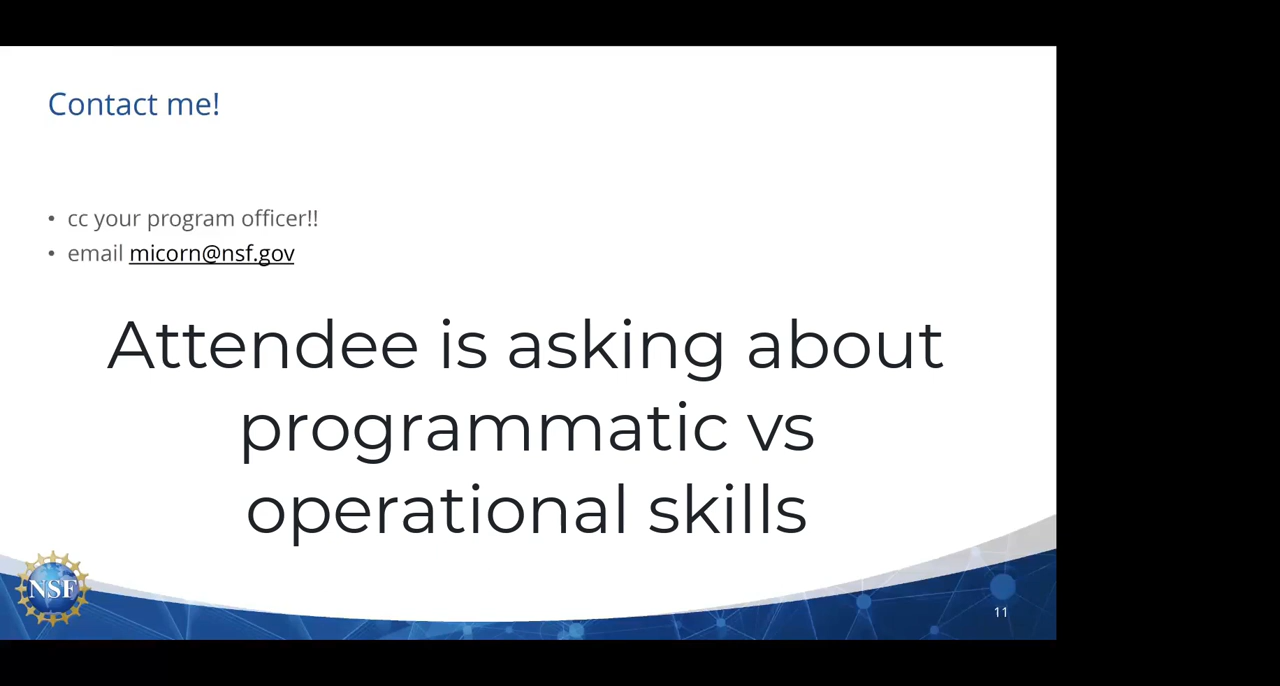 Contact me!
• cc your program officer!!
• email micorn@nsf.gov
Attendee is asking about
programmatic vs
operational skills
NSF
11